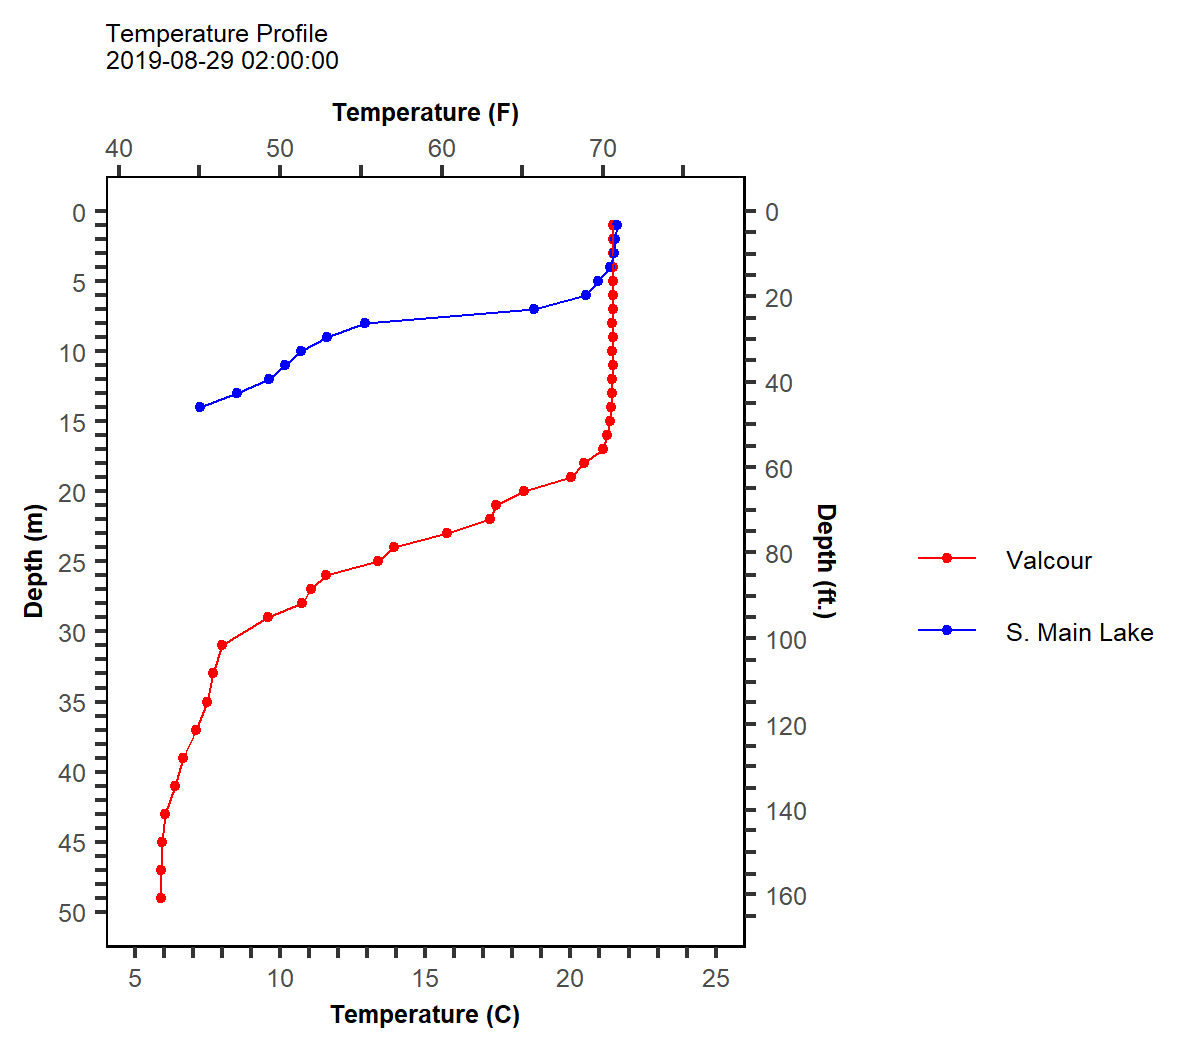 Temperature Profile
2019-08-29 02:00:00
Temperature (F)
40 50 60 70
0 0
5
20
10
40
15
60
20
Depth (m) Depth (ft.)
25 80
Valcour
30 100
S. Main Lake
35
120
40
140
45
160
50
5 10 15 20 25
Temperature (C)